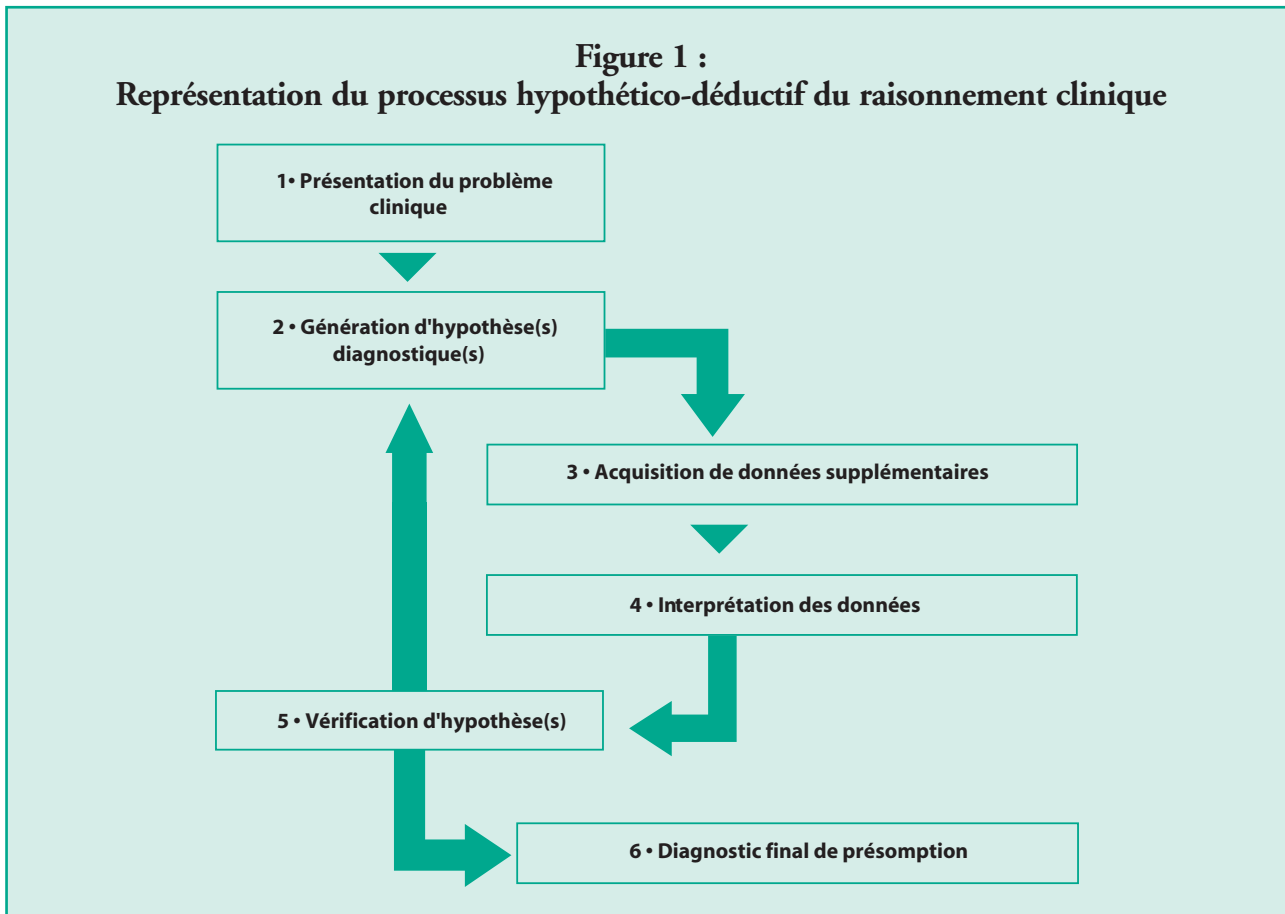 Figure 1 :
Représentation du processus hypothético-déductif du raisonnement clinique
1• Présentation du problème
clinique
2 • Génération d'hypothèse(s)
diagnostique(s)
3 • Acquisition de données supplémentaires
4 • Interprétation des données
5 • Vérification d'hypothèse(s)
6 • Diagnostic final de présomption